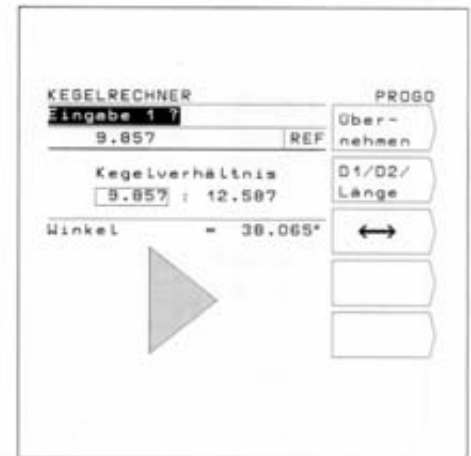 KEGELRECHNER PROGO
Eingabe 1 ?
9.857 REF
Kegelverhältnis
9.857 : 12.587
Winkel = 38.065°
Über-
nehmen
D1/D2/
Länge